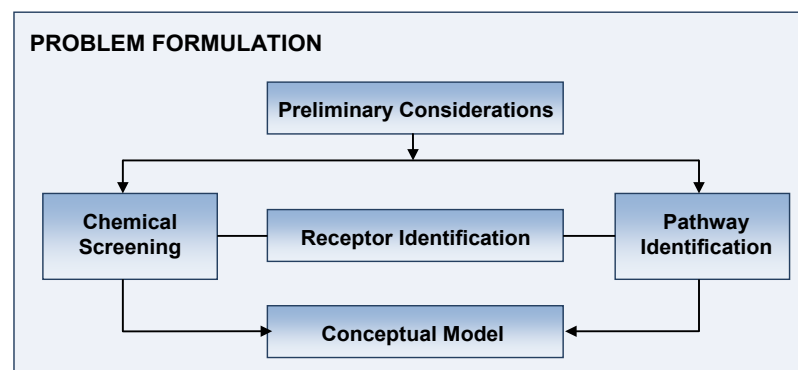 PROBLEM FORMULATION
Preliminary Considerations
Chemical
Screening
Receptor Identification
Pathway
Identification
Conceptual Model